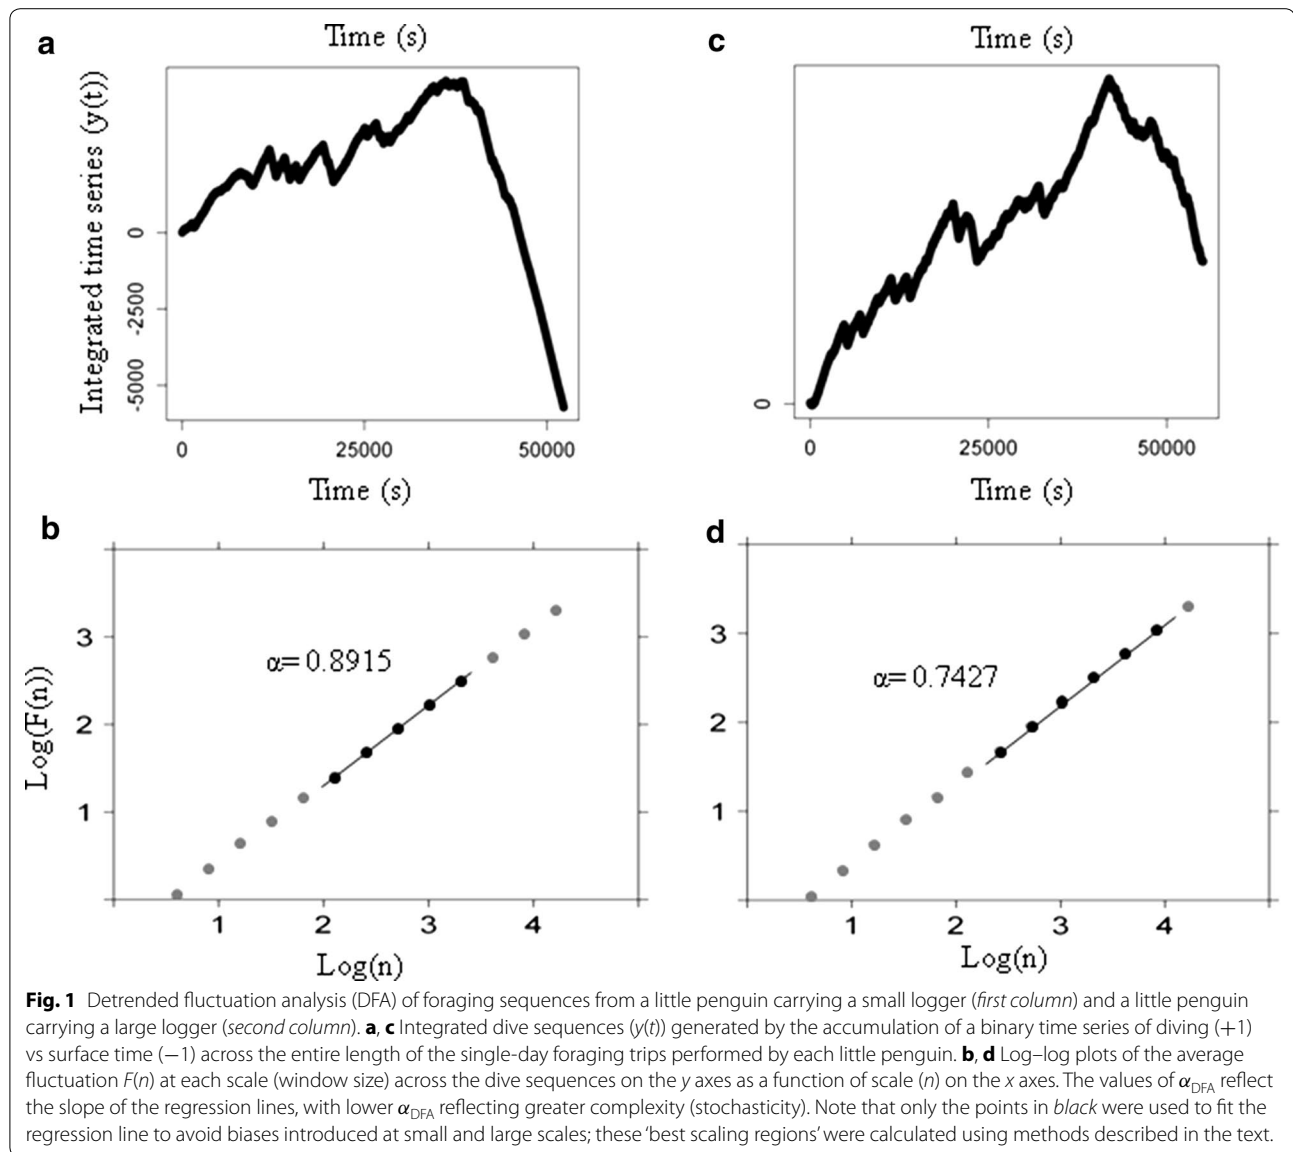 a
Time (s)
Integrated time series (y(t))
0
-2500
-5000
0
25000
50000
Time (s)
c
Time (s)
0
0
25000
50000
Time (s)
b
α= 0.8915
Log(F(n))
3
2
1
1
2
3
4
Log(n)
d
α= 0.7427
3
2
1
1
2
3
4
Log(n)
Fig. 1 Detrended fluctuation analysis (DFA) of foraging sequences from a little penguin carrying a small logger (first column) and a little penguin
carrying a large logger (second column). a, c Integrated dive sequences (y(t)) generated by the accumulation of a binary time series of diving (+1)
vs surface time (−1) across the entire length of the single-day foraging trips performed by each little penguin. b, d Log–log plots of the average
fluctuation F(n) at each scale (window size) across the dive sequences on the y axes as a function of scale (n) on the x axes. The values of αDFA reflect
the slope of the regression lines, with lower αDFA reflecting greater complexity (stochasticity). Note that only the points in black were used to fit the
regression line to avoid biases introduced at small and large scales; these ‘best scaling regions’ were calculated using methods described in the text.